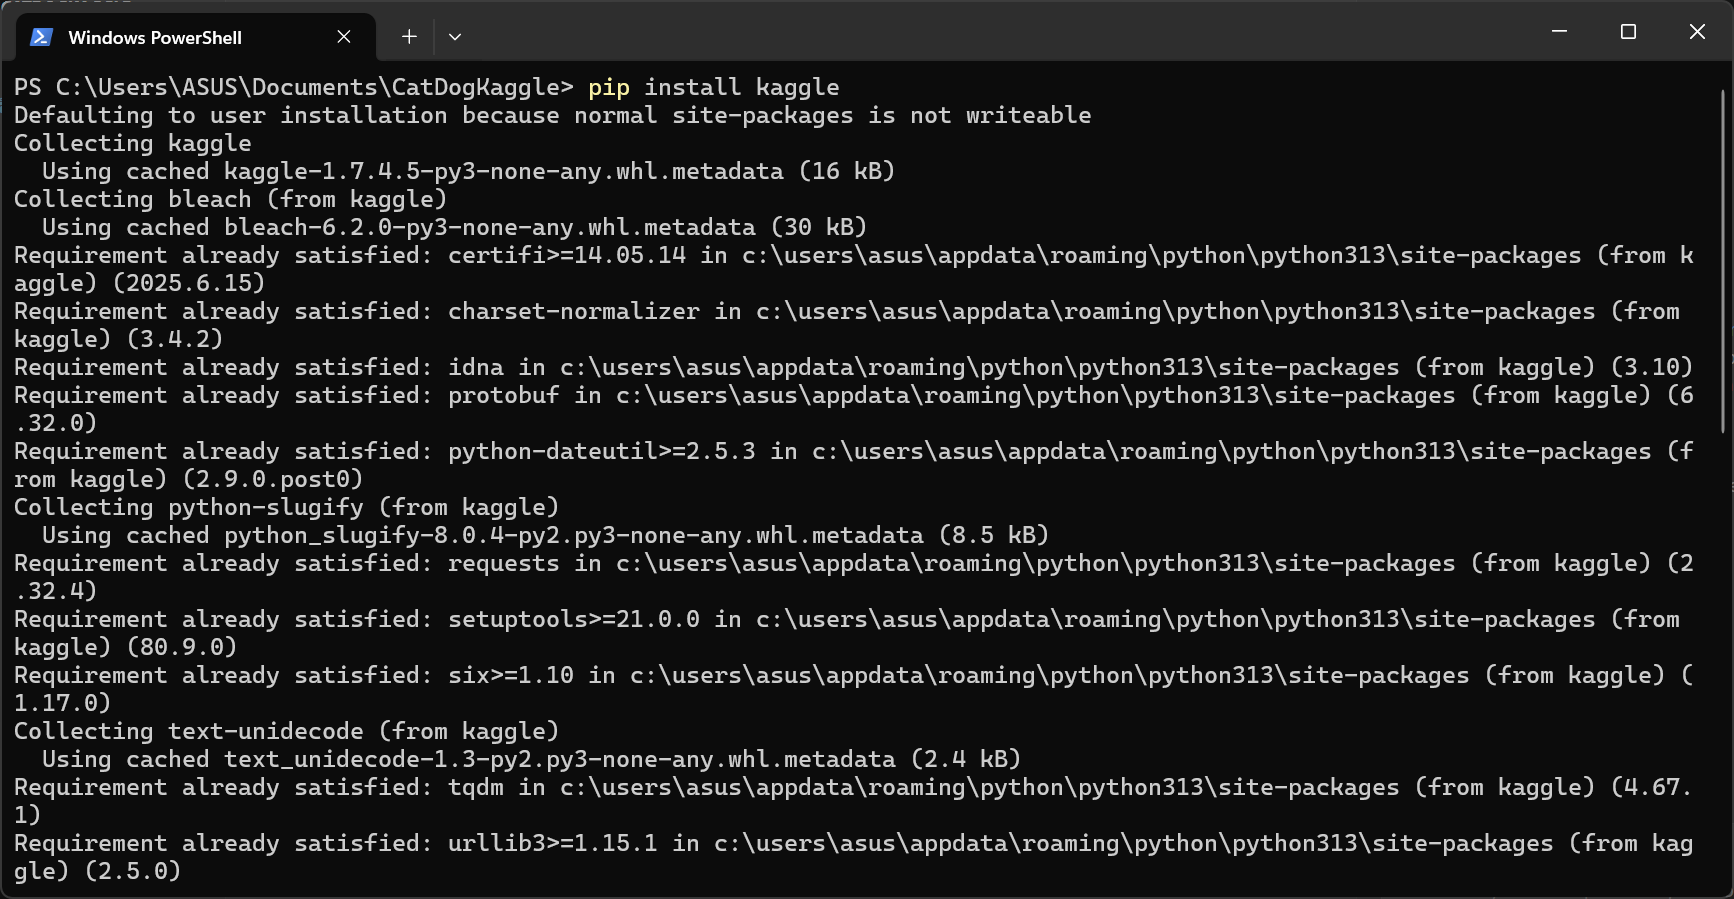 Windows PowerShell
PS C:\Users\ASUS\Documents\CatDogKaggle> pip install kaggle
Defaulting to user installation because normal site-packages is not writeable
Collecting kaggle
  Using cached kaggle-1.7.4.5-py3-none-any.whl.metadata (16 kB)
Collecting bleach (from kaggle)
  Using cached bleach-6.2.0-py3-none-any.whl.metadata (30 kB)
Requirement already satisfied: certifi>=14.05.14 in c:\users\asus\appdata\roaming\python\python313\site-packages (from k
aggle) (2025.6.15)
Requirement already satisfied: charset-normalizer in c:\users\asus\appdata\roaming\python\python313\site-packages (from
kaggle) (3.4.2)
Requirement already satisfied: idna in c:\users\asus\appdata\roaming\python\python313\site-packages (from kaggle) (3.10)
Requirement already satisfied: protobuf in c:\users\asus\appdata\roaming\python\python313\site-packages (from kaggle) (6
.32.0)
Requirement already satisfied: python-dateutil>=2.5.3 in c:\users\asus\appdata\roaming\python\python313\site-packages (f
rom kaggle) (2.9.0.post0)
Collecting python-slugify (from kaggle)
  Using cached python_slugify-8.0.4-py2.py3-none-any.whl.metadata (8.5 kB)
Requirement already satisfied: requests in c:\users\asus\appdata\roaming\python\python313\site-packages (from kaggle) (2
.32.4)
Requirement already satisfied: setuptools>=21.0.0 in c:\users\asus\appdata\roaming\python\python313\site-packages (from
kaggle) (80.9.0)
Requirement already satisfied: six>=1.10 in c:\users\asus\appdata\roaming\python\python313\site-packages (from kaggle) (
1.17.0)
Collecting text-unidecode (from kaggle)
  Using cached text_unidecode-1.3-py2.py3-none-any.whl.metadata (2.4 kB)
Requirement already satisfied: tqdm in c:\users\asus\appdata\roaming\python\python313\site-packages (from kaggle) (4.67.
1)
Requirement already satisfied: urllib3>=1.15.1 in c:\users\asus\appdata\roaming\python\python313\site-packages (from kag
gle) (2.5.0)